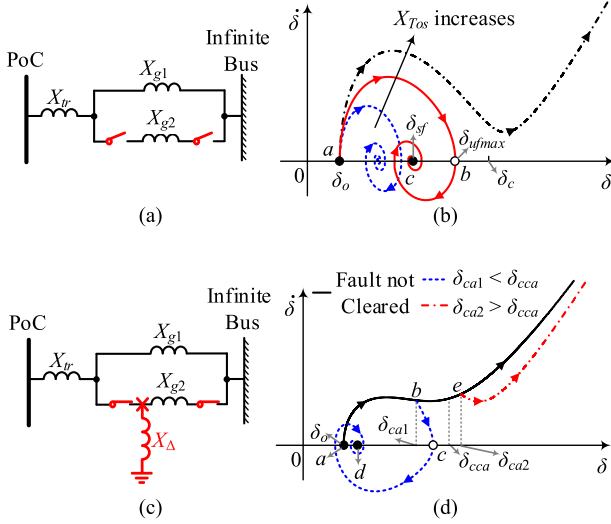 PoC
Infinite
Bus
X_tr
X_g1
X_g2
(a)
δ̇
X_Tos increases
δ_sf
δ_ufmax
a
c
b
0
δ_o
δ_c
δ
(b)
PoC
Infinite
Bus
X_tr
X_g1
X_g2
X_Δ
(c)
δ̇
Fault not
Cleared
δ_ca1 < δ_cca
δ_ca2 > δ_cca
b
e
δ_o
δ_ca1
a
d
c
δ_cca
δ_ca2
0
δ
(d)